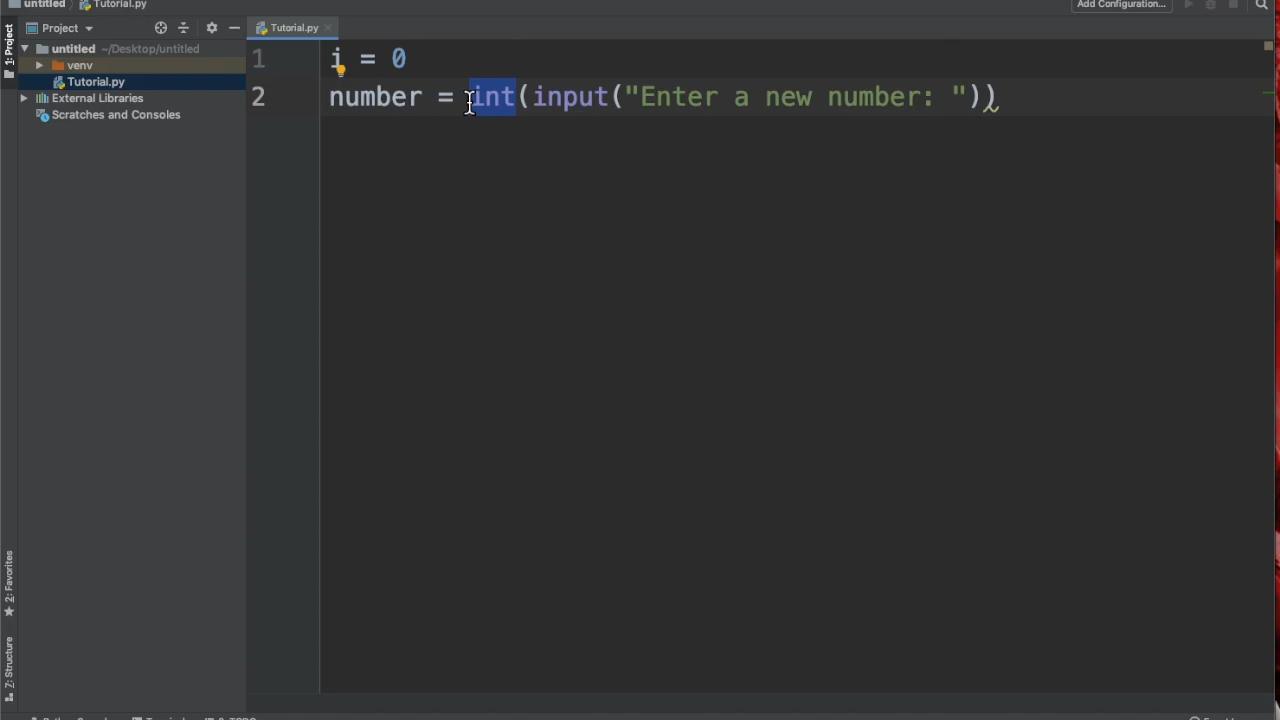 untitled Tutorial.py Add Configuration...
Project Tutorial.py
1: Project
untitled ~/Desktop/untitled
venv
Tutorial.py
External Libraries
Scratches and Consoles
1 i = 0
2 number = int(input("Enter a new number: "))
2: Favorites
7: Structure